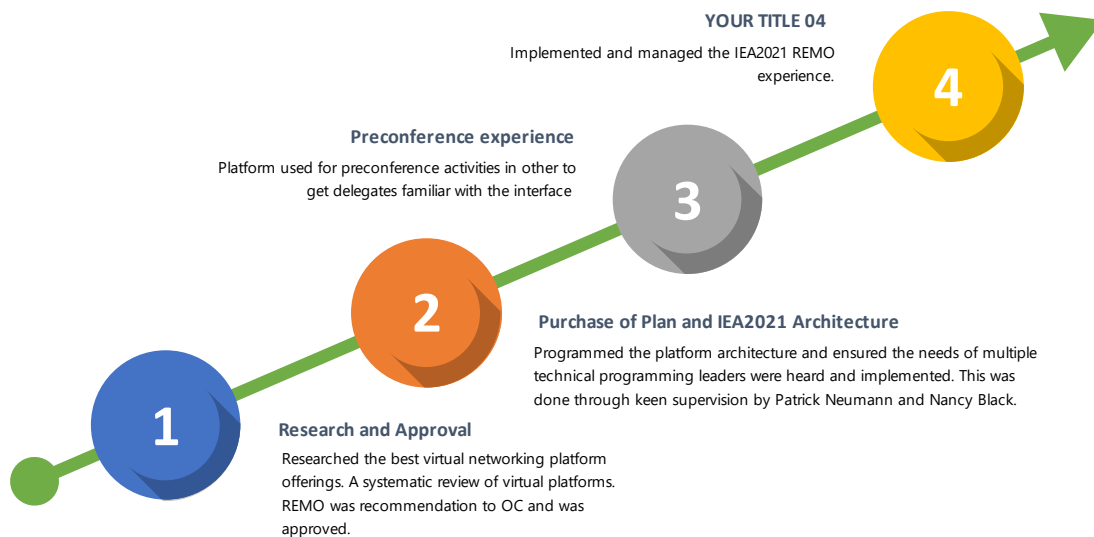 YOUR TITLE 04
Implemented and managed the IEA2021 REMO
experience.
4
Preconference experience
Platform used for preconference activities in other to
get delegates familiar with the interface
3
2
Purchase of Plan and IEA2021 Architecture
Programmed the platform architecture and ensured the needs of multiple
technical programming leaders were heard and implemented. This was
done through keen supervision by Patrick Neumann and Nancy Black.
1
Research and Approval
Researched the best virtual networking platform
offerings. A systematic review of virtual platforms.
REMO was recommendation to OC and was
approved.